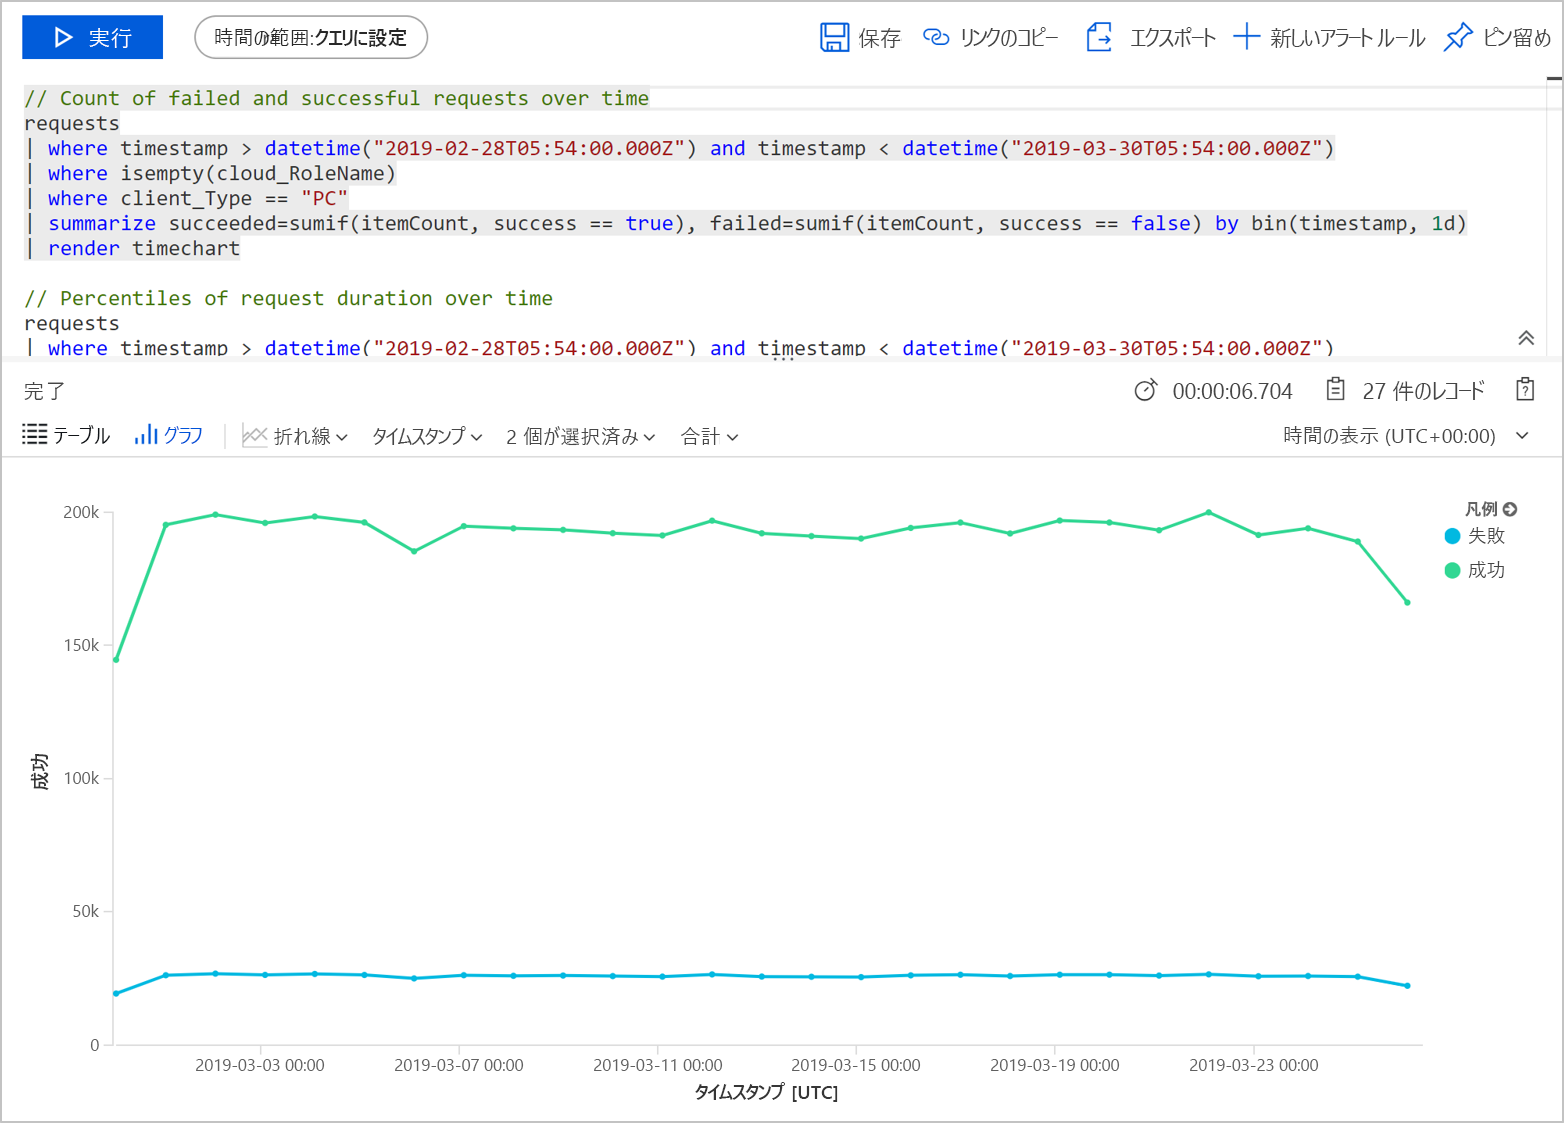 実行
時間の範囲:クエリに設定
保存
リンクのコピー
エクスポート
新しいアラート ルール
ピン留め
// Count of failed and successful requests over time
requests
| where timestamp > datetime("2019-02-28T05:54:00.000Z") and timestamp < datetime("2019-03-30T05:54:00.000Z")
| where isempty(cloud_RoleName)
| where client_Type == "PC"
| summarize succeeded=sumif(itemCount, success == true), failed=sumif(itemCount, success == false) by bin(timestamp, 1d)
| render timechart
// Percentiles of request duration over time
requests
| where timestamp > datetime("2019-02-28T05:54:00.000Z") and timestamp < datetime("2019-03-30T05:54:00.000Z")
完了
00:00:06.704
27 件のレコード
テーブル
グラフ
折れ線
タイムスタンプ
2 個が選択済み
合計
時間の表示 (UTC+00:00)
凡例
失敗
成功
200k
150k
100k
50k
0
成功
2019-03-03 00:00
2019-03-07 00:00
2019-03-11 00:00
2019-03-15 00:00
2019-03-19 00:00
2019-03-23 00:00
タイムスタンプ [UTC]